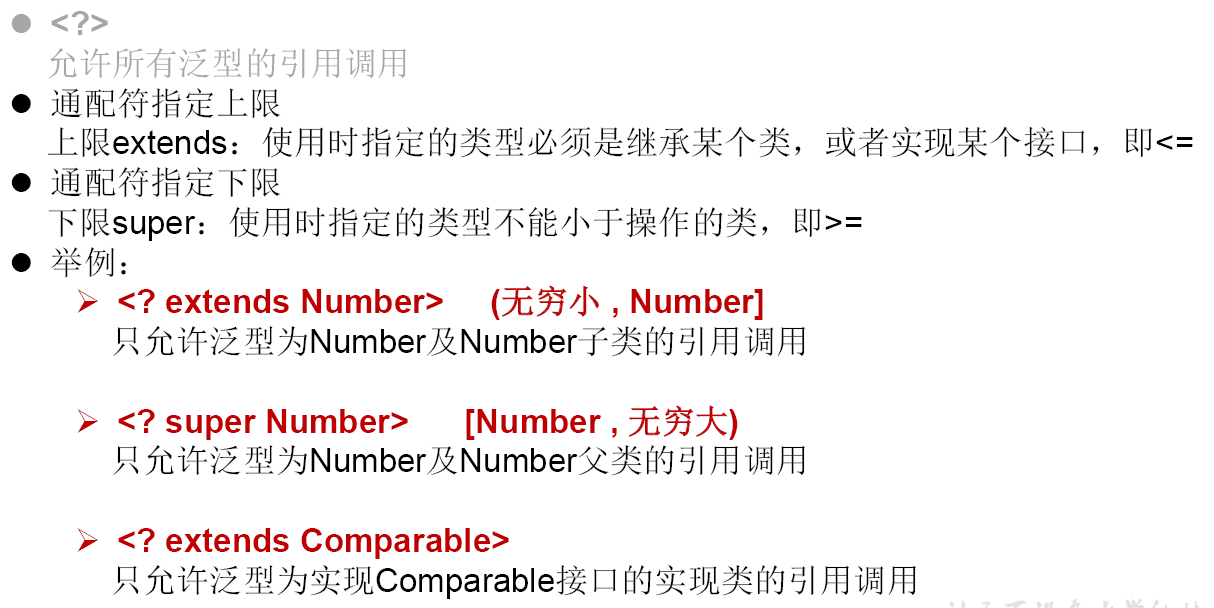 ● <?>
允许所有泛型的引用调用
● 通配符指定上限
上限extends：使用时指定的类型必须是继承某个类，或者实现某个接口，即<=
● 通配符指定下限
下限super：使用时指定的类型不能小于操作的类，即>=
● 举例：
➢ <? extends Number> (无穷小 , Number]
只允许泛型为Number及Number子类的引用调用
➢ <? super Number> [Number , 无穷大)
只允许泛型为Number及Number父类的引用调用
➢ <? extends Comparable>
只允许泛型为实现Comparable接口的实现类的引用调用